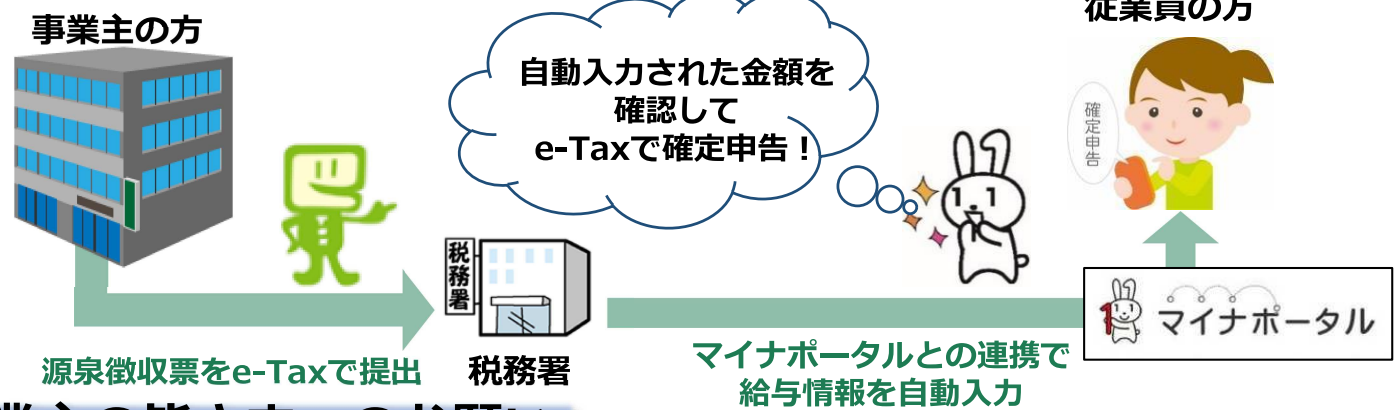 事業主の方
従業員の方
自動入力された金額を
確認して
e-Taxで確定申告！
確定申告
税務署
マイナポータル
源泉徴収票をe-Taxで提出
税務署
マイナポータルとの連携で
給与情報を自動入力